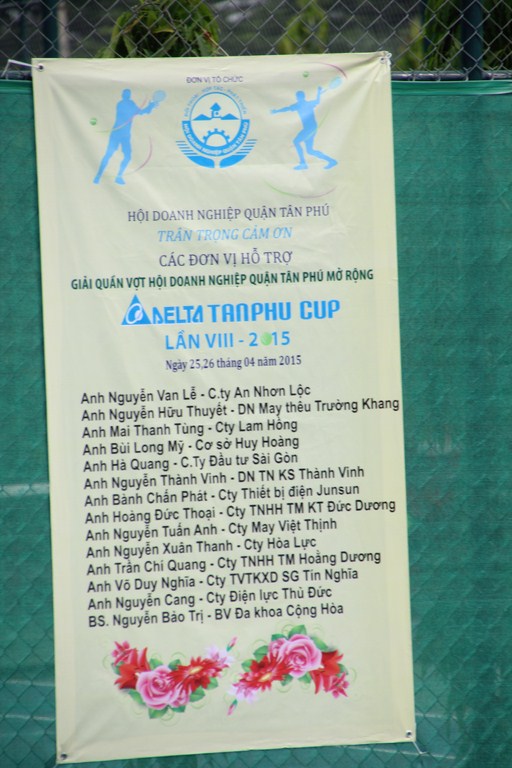 ĐƠN VỊ TỔ CHỨC
HỘI DOANH NGHIỆP QUẬN TÂN PHÚ
HỘI DOANH NGHIỆP QUẬN TÂN PHÚ
TRÂN TRỌNG CẢM ƠN
CÁC ĐƠN VỊ HỖ TRỢ
GIẢI QUẦN VỢT HỘI DOANH NGHIỆP QUẬN TÂN PHÚ MỞ RỘNG
DELTA TANPHU CUP
LẦN VIII - 2015
Ngày 25,26 tháng 04 năm 2015
Anh Nguyễn Van Lễ - C.ty An Nhơn Lộc
Anh Nguyễn Hữu Thuyết - DN May thêu Trường Khang
Anh Mai Thanh Tùng - Cty Lam Hồng
Anh Bùi Long Mỹ - Cơ sở Huy Hoàng
Anh Hà Quang - C.Ty Đầu tư Sài Gòn
Anh Nguyễn Thành Vinh - DN TN KS Thành Vinh
Anh Bành Chấn Phát - Cty Thiết bị điện Junsun
Anh Hoàng Đức Thoại - Cty TNHH TM KT Đức Dương
Anh Nguyễn Tuấn Anh - Cty May Việt Thịnh
Anh Nguyễn Xuân Thanh - Cty Hòa Lực
Anh Trần Chí Quang - Cty TNHH TM Hoằng Dương
Anh Võ Duy Nghĩa - Cty TVTKXD SG Tín Nghĩa
Anh Nguyễn Cang - Cty Điện lực Thủ Đức
BS. Nguyễn Bảo Trị - BV Đa khoa Cộng Hòa